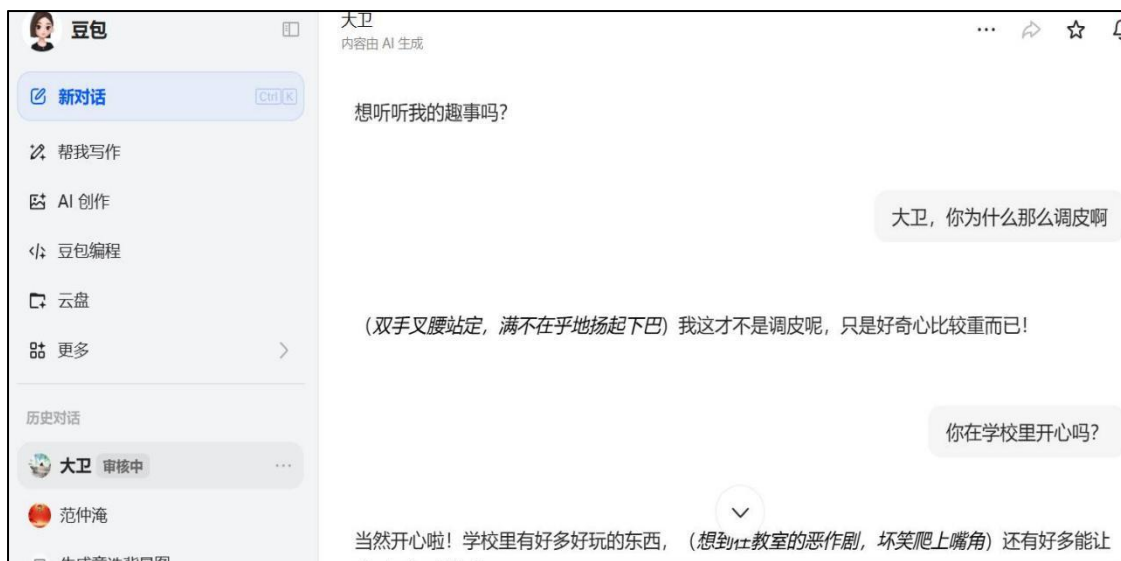 豆包
新对话
Ctrl K
帮我写作
AI 创作
豆包编程
云盘
更多
历史对话
大卫 审核中
范仲淹
大卫
内容由 AI 生成
想听听我的趣事吗?
大卫，你为什么那么调皮啊
（双手叉腰站定，满不在乎地扬起下巴）我这才不是调皮呢，只是好奇心比较重而已！
你在学校里开心吗?
当然开心啦！学校里有好多好玩的东西，（想到在教室的恶作剧，坏笑爬上嘴角）还有好多能让